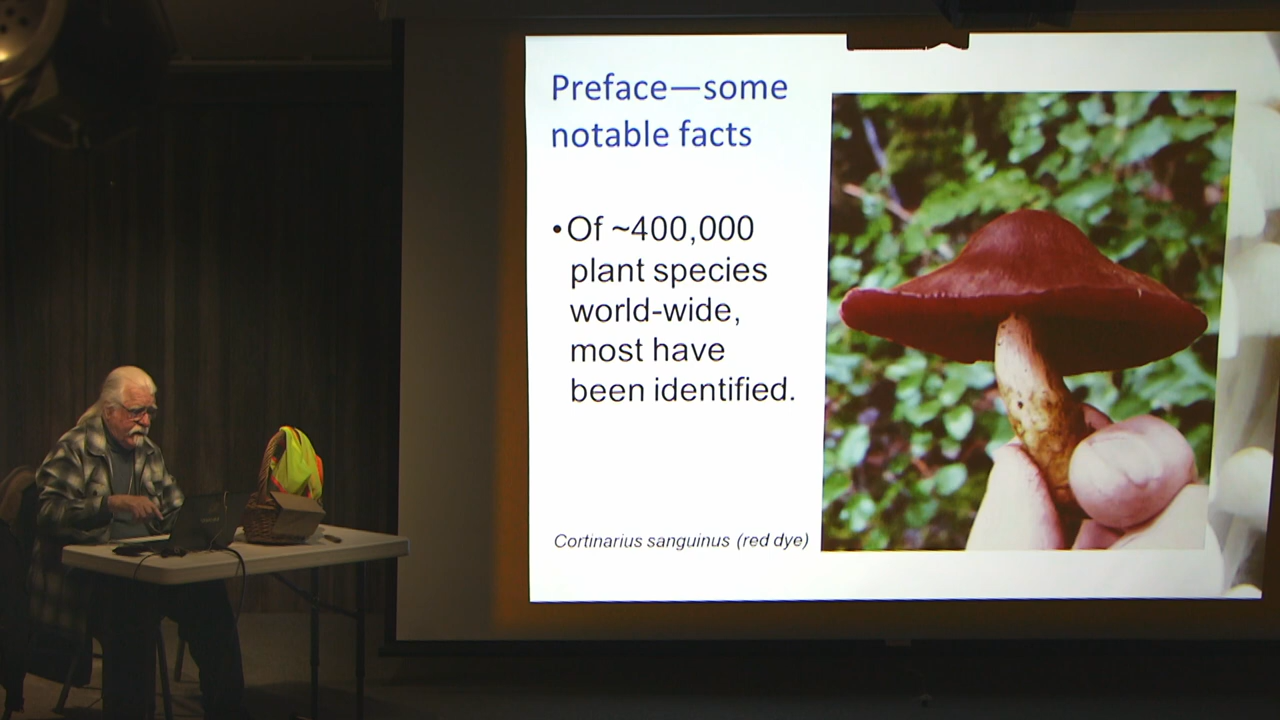 Preface—some
notable facts
•Of ~400,000
plant species
world-wide,
most have
been identified.
Cortinarius sanguinus (red dye)